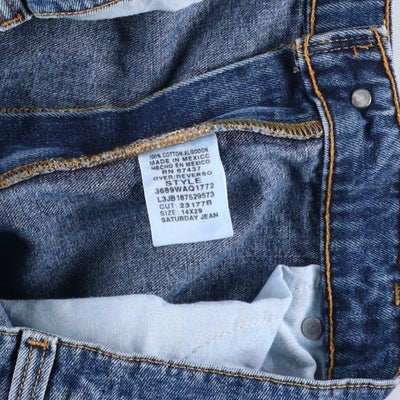 100% COTTON.ALGODON
MADE IN MEXICO
HECHO EN MEXICO
RN 67437
OVER/REVERSO
STYLE
3689WAQ1772
L3JB187529573
CUT: 23177B
SIZE: 14X29
SATURDAY JEAN